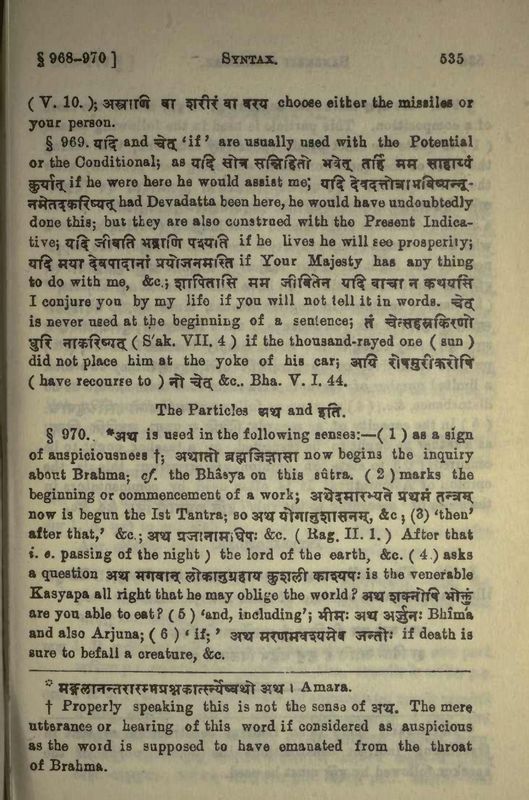 § 968–970 ] SYNTAX. 535
( V. 10. ); अस्त्राणि वा शरीरं वा वरय choose either the missiles or
your person.
§ 969. यदि and चेत् ‘if’ are usually used with the Potential
or the Conditional; as यदि सोत्र सन्निहितो भवेत् तर्हि मम साहाय्यं
कुर्यात् if he were here he would assist me; यदि देवदत्तोत्राभविष्यन्नू-
नमेतदकरिष्यत् had Devadatta been here, he would have undoubtedly
done this; but they are also construed with the Present Indica-
tive; यदि जीवति भद्राणि पश्यति if he lives he will see prosperity;
यदि मया देवपादानां प्रयोजनमस्ति if Your Majesty has any thing
to do with me, &c.; शापितासि मम जीवितेन यदि वाचा न कथयसि
I conjure you by my life if you will not tell it in words. चेत्
is never used at the beginning of a sentence; तं चेत्सहस्रकिरणो
धुरि नाकरिष्यत् ( S'ak. VII. 4 ) if the thousand-rayed one ( sun )
did not place him at the yoke of his car; अयि रोषमुरीकरोषि
( have recourse to ) नो चेत् &c.. Bha. V. I. 44.
The Particles अथ and इति.
§ 970. *अथ is used in the following senses:—( 1 ) as a sign
of auspiciousness †; अथातो ब्रह्मजिज्ञासा now begins the inquiry
about Brahma; cf. the Bhâsya on this sûtra. ( 2 ) marks the
beginning or commencement of a work; अथेदमारभ्यते प्रथमं तन्त्रम्
now is begun the Ist Tantra; so अथ योगानुशासनम्, &c ; (3) ‘then’
after that,’ &c.; अथ प्रजानामधिपः &c. ( Rag. II. 1. ) After that
i. e. passing of the night ) the lord of the earth, &c. ( 4 ) asks
a question अथ भगवान् लोकानुग्रहाय कुशली काश्यपः is the venerable
Kasyapa all right that he may oblige the world ? अथ शक्नोषि भोक्तुं
are you able to eat? ( 5 ) ‘and, including’; भीमः अथ अर्जुनः Bhîma
and also Arjuna; ( 6 ) ‘ if; ’ अथ मरणमवश्यमेव जन्तोः if death is
sure to befall a creature, &c.
* मङ्गलानन्तरारम्भप्रश्नकार्त्स्न्येष्वथो अथ । Amara.
† Properly speaking this is not the sense of अथ. The mere
utterance or hearing of this word if considered as auspicious
as the word is supposed to have emanated from the throat
of Brahma.